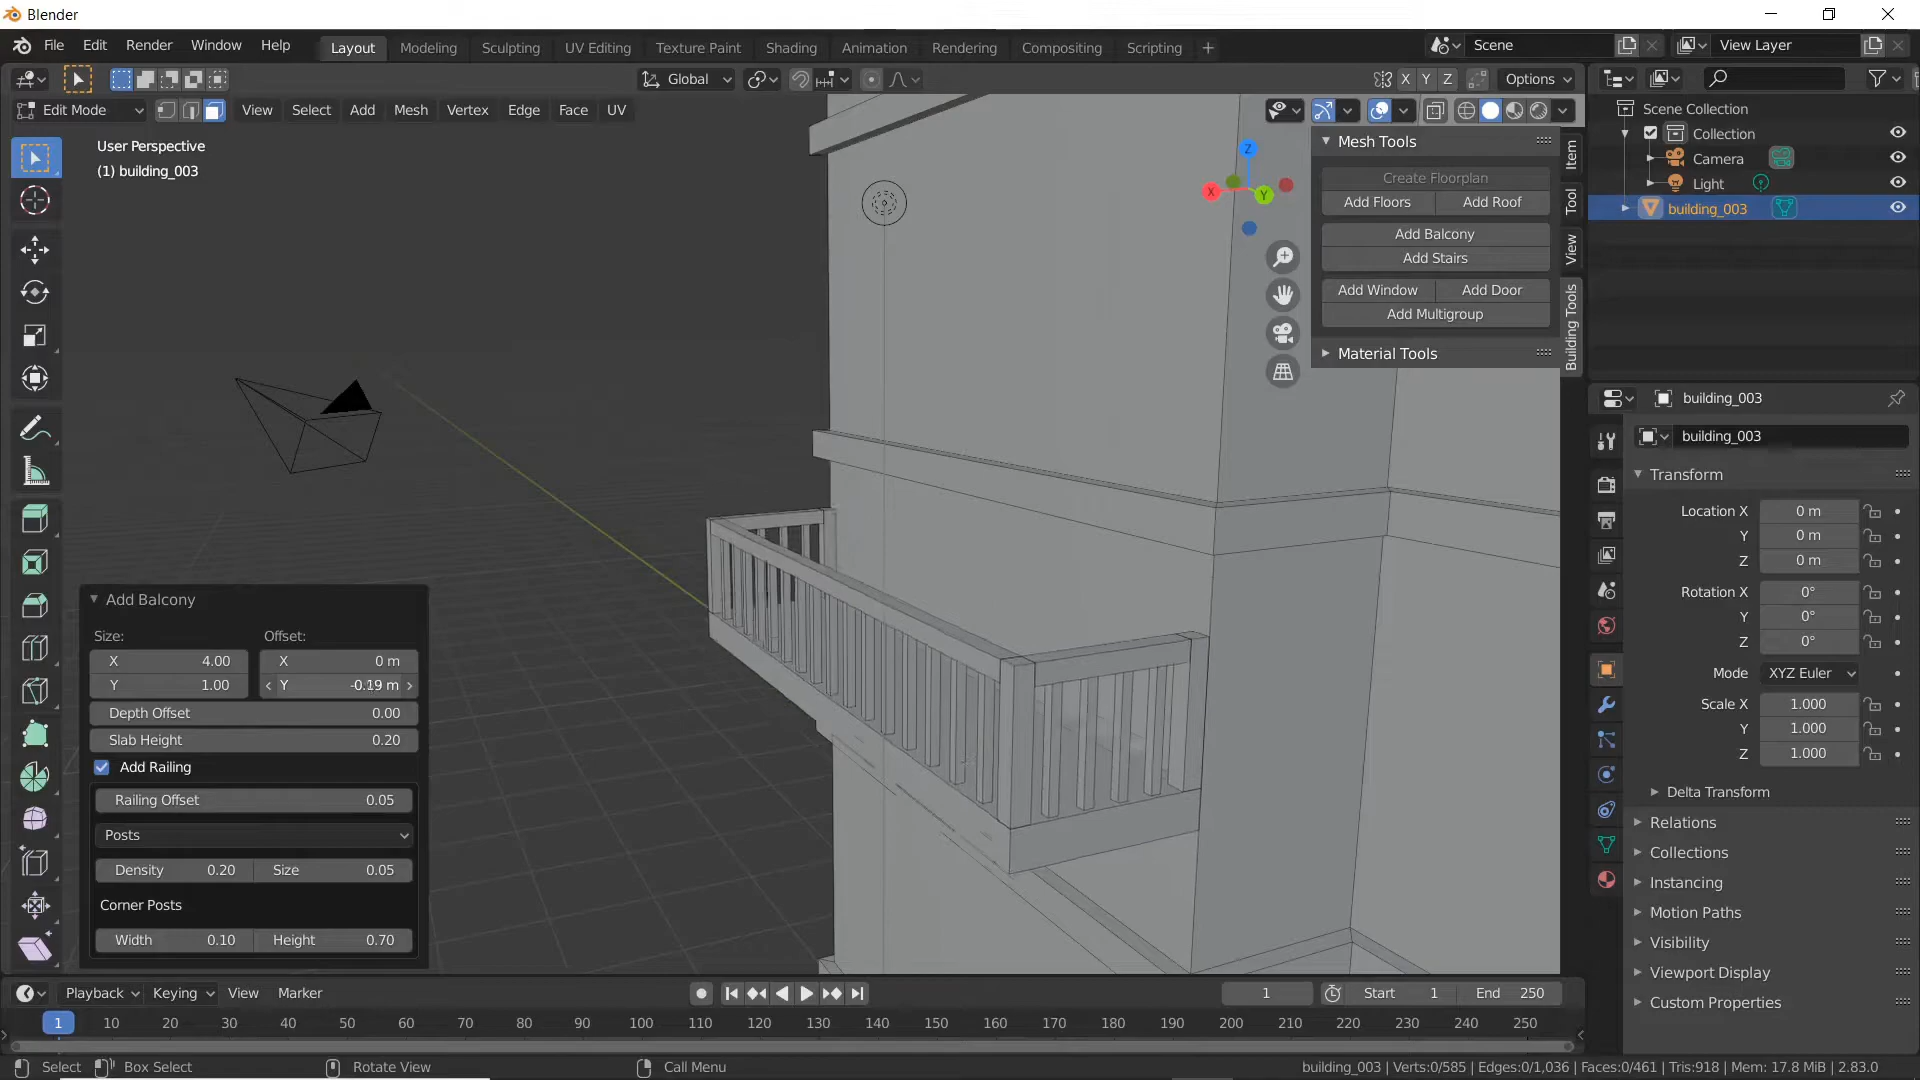 Blender
File Edit Render Window Help Layout Modeling Sculpting UV Editing Texture Paint Shading Animation Rendering Compositing Scripting + Scene View Layer
Global X Y Z Options
Edit Mode View Select Add Mesh Vertex Edge Face UV
User Perspective
(1) building_003
Z
X
Y
Mesh Tools
Create Floorplan
Add Floors Add Roof
Add Balcony
Add Stairs
Add Window Add Door
Add Multigroup
Material Tools
Item
Tool
View
Building Tools
Scene Collection
Collection
Camera
Light
building_003
building_003
building_003
Transform
Location X 0 m
Y 0 m
Z 0 m
Rotation X 0°
Y 0°
Z 0°
Mode XYZ Euler
Scale X 1.000
Y 1.000
Z 1.000
Delta Transform
Relations
Collections
Instancing
Motion Paths
Visibility
Viewport Display
Custom Properties
Add Balcony
Size: Offset:
X 4.00 X 0 m
Y 1.00 Y -0.19 m
Depth Offset 0.00
Slab Height 0.20
Add Railing
Railing Offset 0.05
Posts
Density 0.20 Size 0.05
Corner Posts
Width 0.10 Height 0.70
Playback Keying View Marker 1 Start 1 End 250
1 10 20 30 40 50 60 70 80 90 100 110 120 130 140 150 160 170 180 190 200 210 220 230 240 250
Select Box Select Rotate View Call Menu building_003 | Verts:0/585 | Edges:0/1,036 | Faces:0/461 | Tris:918 | Mem: 17.8 MiB | 2.83.0